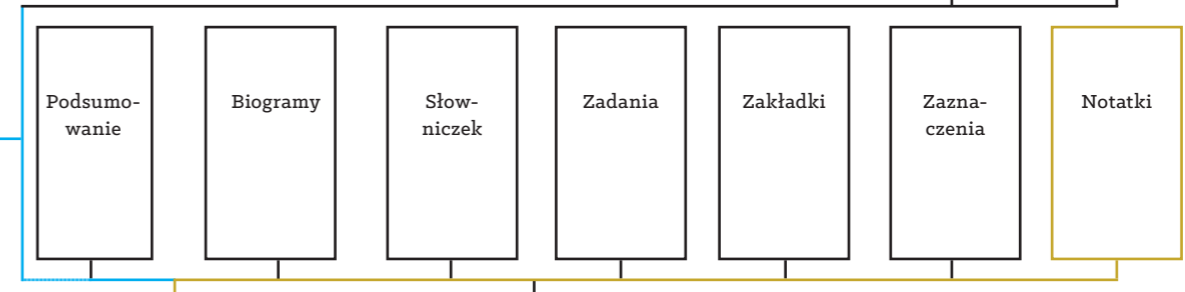 Podsumo-
wanie
Biogramy
Słow-
niczek
Zadania
Zakładki
Zazna-
czenia
Notatki